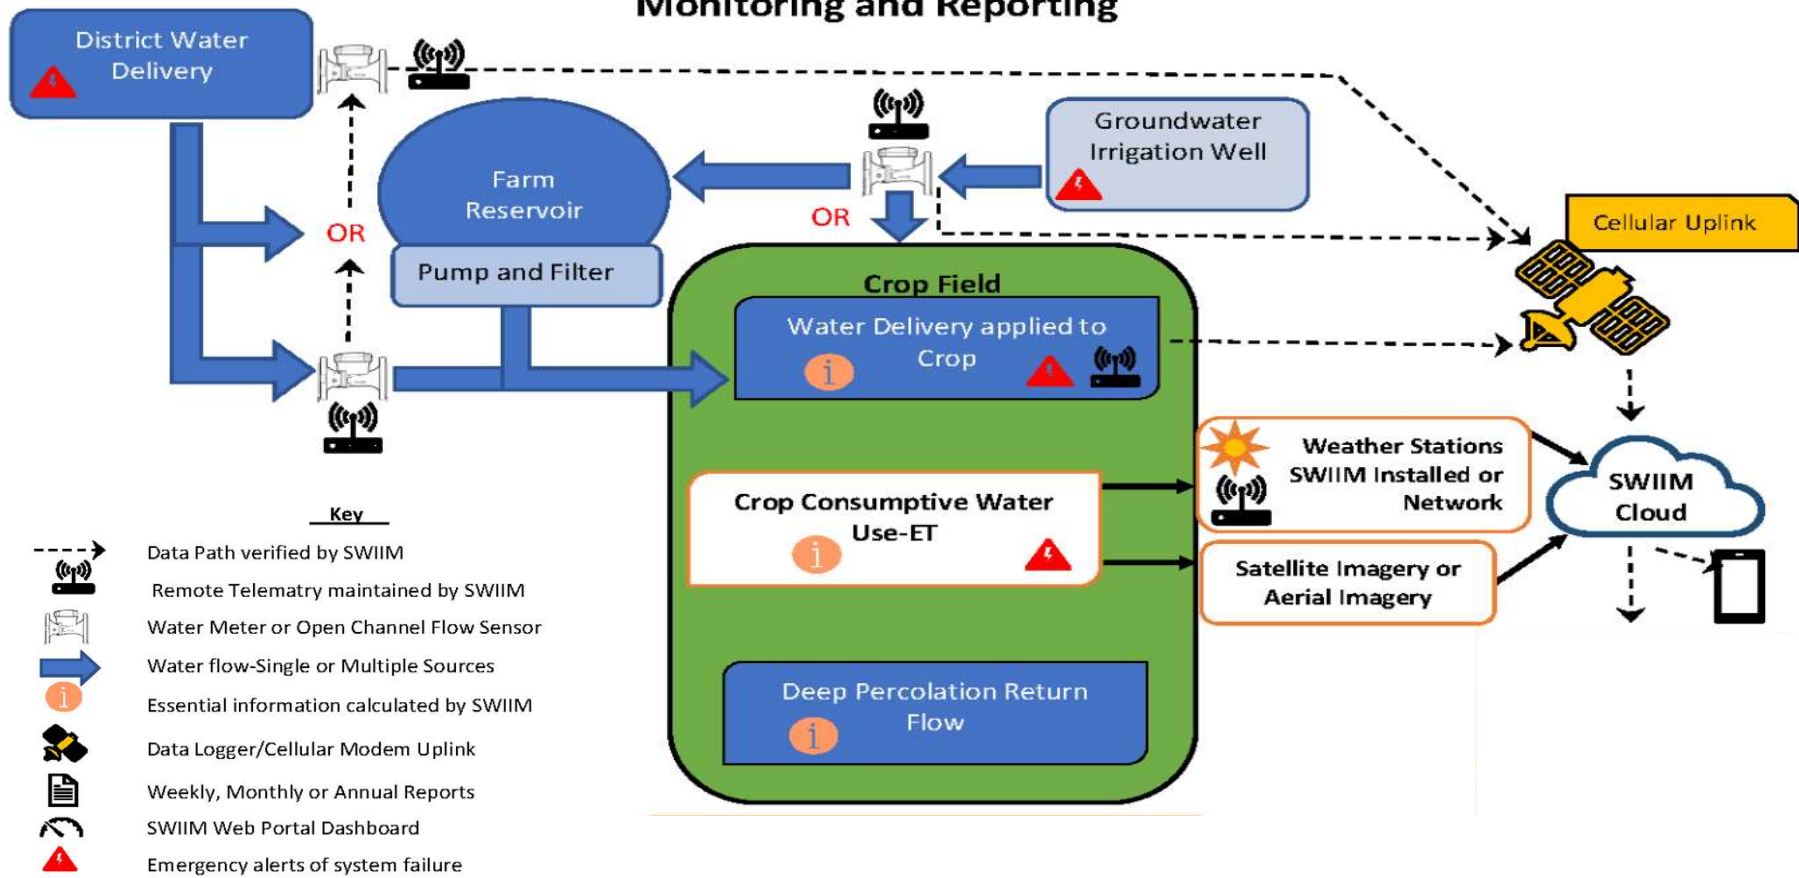 Monitoring and Reporting
District Water
Delivery
Groundwater
Irrigation Well
Farm
Reservoir
OR
OR
Cellular Uplink
Pump and Filter
Crop Field
Water Delivery applied to
Crop
i
Weather Stations
SWIIM Installed or
Network
SWIIM
Cloud
Crop Consumptive Water
Use-ET
i
Satellite Imagery or
Aerial Imagery
Deep Percolation Return
Flow
i
Key
Data Path verified by SWIIM
Remote Telematry maintained by SWIIM
Water Meter or Open Channel Flow Sensor
Water flow-Single or Multiple Sources
i
Essential information calculated by SWIIM
Data Logger/Cellular Modem Uplink
Weekly, Monthly or Annual Reports
SWIIM Web Portal Dashboard
Emergency alerts of system failure